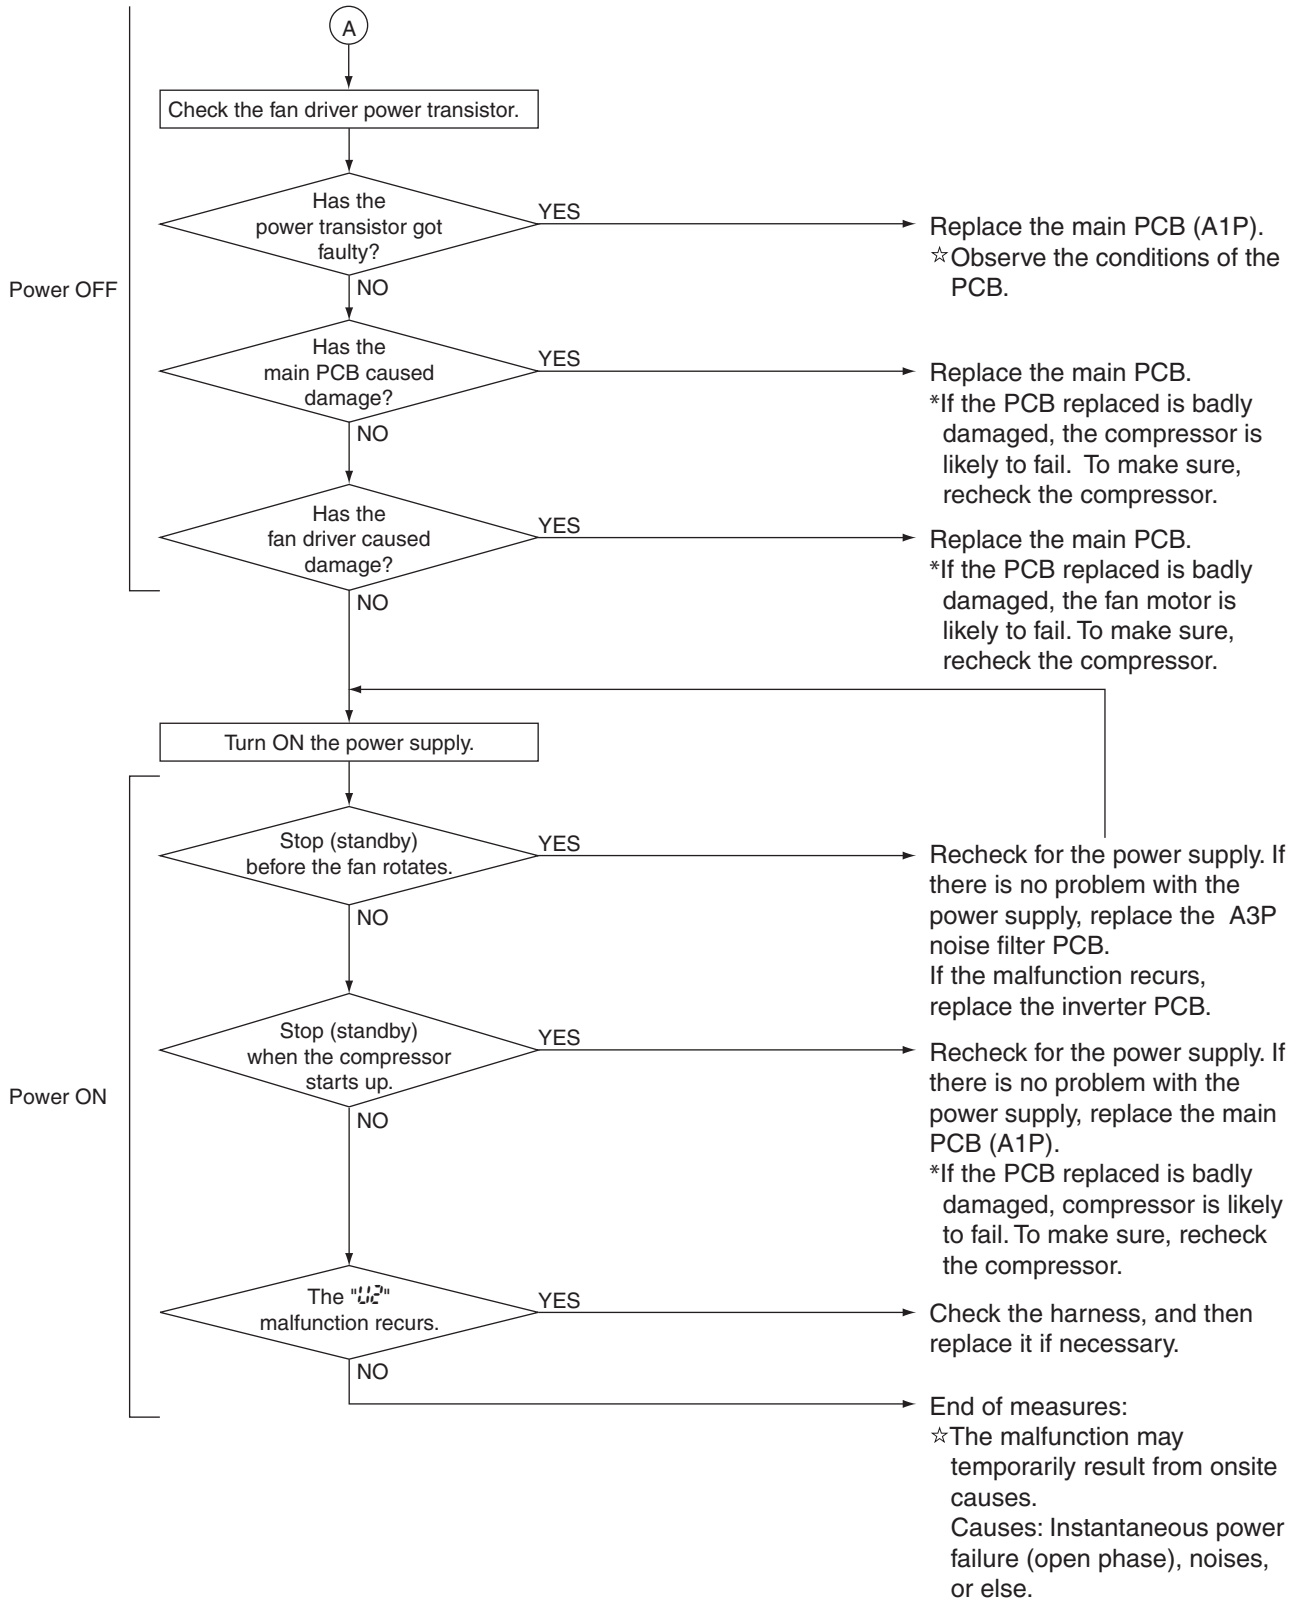 A
Check the fan driver power transistor.
Has the
power transistor got
faulty?
YES
Replace the main PCB (A1P).
☆Observe the conditions of the
PCB.
Power OFF
NO
Has the
main PCB caused
damage?
YES
Replace the main PCB.
*If the PCB replaced is badly
damaged, the compressor is
likely to fail. To make sure,
recheck the compressor.
NO
Has the
fan driver caused
damage?
YES
Replace the main PCB.
*If the PCB replaced is badly
damaged, the fan motor is
likely to fail. To make sure,
recheck the compressor.
NO
Turn ON the power supply.
Stop (standby)
before the fan rotates.
YES
Recheck for the power supply. If
there is no problem with the
power supply, replace the A3P
noise filter PCB.
If the malfunction recurs,
replace the inverter PCB.
NO
Stop (standby)
when the compressor
starts up.
YES
Recheck for the power supply. If
there is no problem with the
power supply, replace the main
PCB (A1P).
*If the PCB replaced is badly
damaged, compressor is likely
to fail. To make sure, recheck
the compressor.
Power ON
NO
The "U2"
malfunction recurs.
YES
Check the harness, and then
replace it if necessary.
NO
End of measures:
☆The malfunction may
temporarily result from onsite
causes.
Causes: Instantaneous power
failure (open phase), noises,
or else.